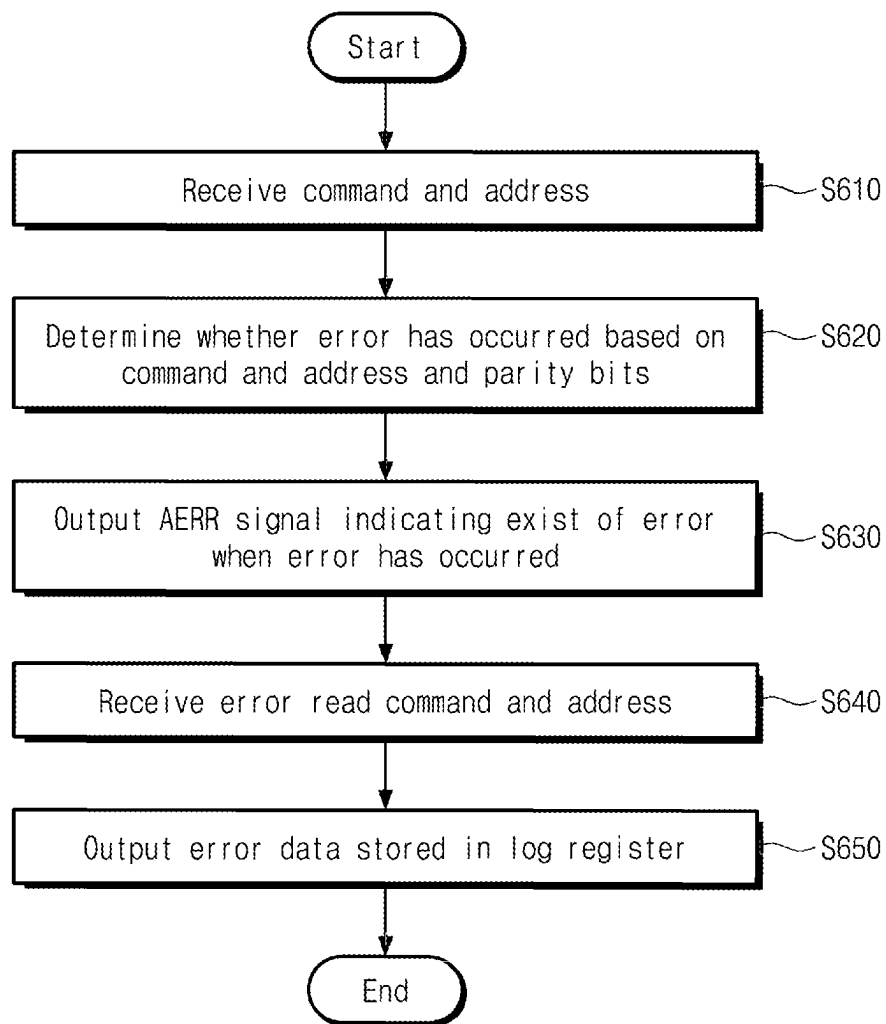 Start
Receive command and address
S610
Determine whether error has occurred based on
command and address and parity bits
S620
Output AERR signal indicating exist of error
when error has occurred
S630
Receive error read command and address
S640
Output error data stored in log register
S650
End